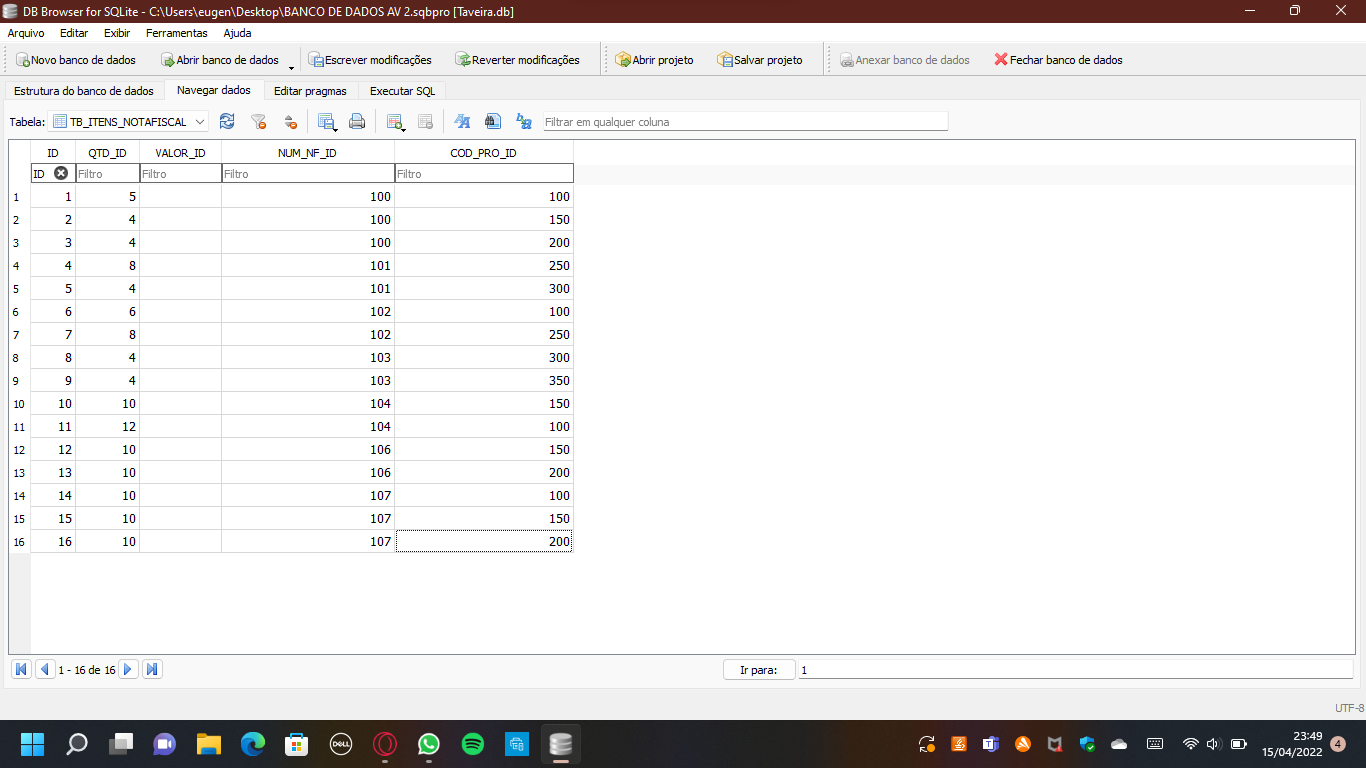 DB Browser for SQLite - C:\Users\eugen\Desktop\BANCO DE DADOS AV 2.sqbpro [Taveira.db]
Arquivo Editar Exibir Ferramentas Ajuda
Novo banco de dados Abrir banco de dados Escrever modificações Reverter modificações Abrir projeto Salvar projeto Anexar banco de dados Fechar banco de dados
Estrutura do banco de dados Navegar dados Editar pragmas Executar SQL
Tabela: TB_ITENS_NOTAFISCAL Filtrar em qualquer coluna
ID QTD_ID VALOR_ID NUM_NF_ID COD_PRO_ID
ID Filtro Filtro Filtro Filtro
1 1 5 100 100
2 2 4 100 150
3 3 4 100 200
4 4 8 101 250
5 5 4 101 300
6 6 6 102 100
7 7 8 102 250
8 8 4 103 300
9 9 4 103 350
10 10 10 104 150
11 11 12 104 100
12 12 10 106 150
13 13 10 106 200
14 14 10 107 100
15 15 10 107 150
16 16 10 107 200
1 - 16 de 16 Ir para: 1
UTF-8
DELL
23:49
15/04/2022 4